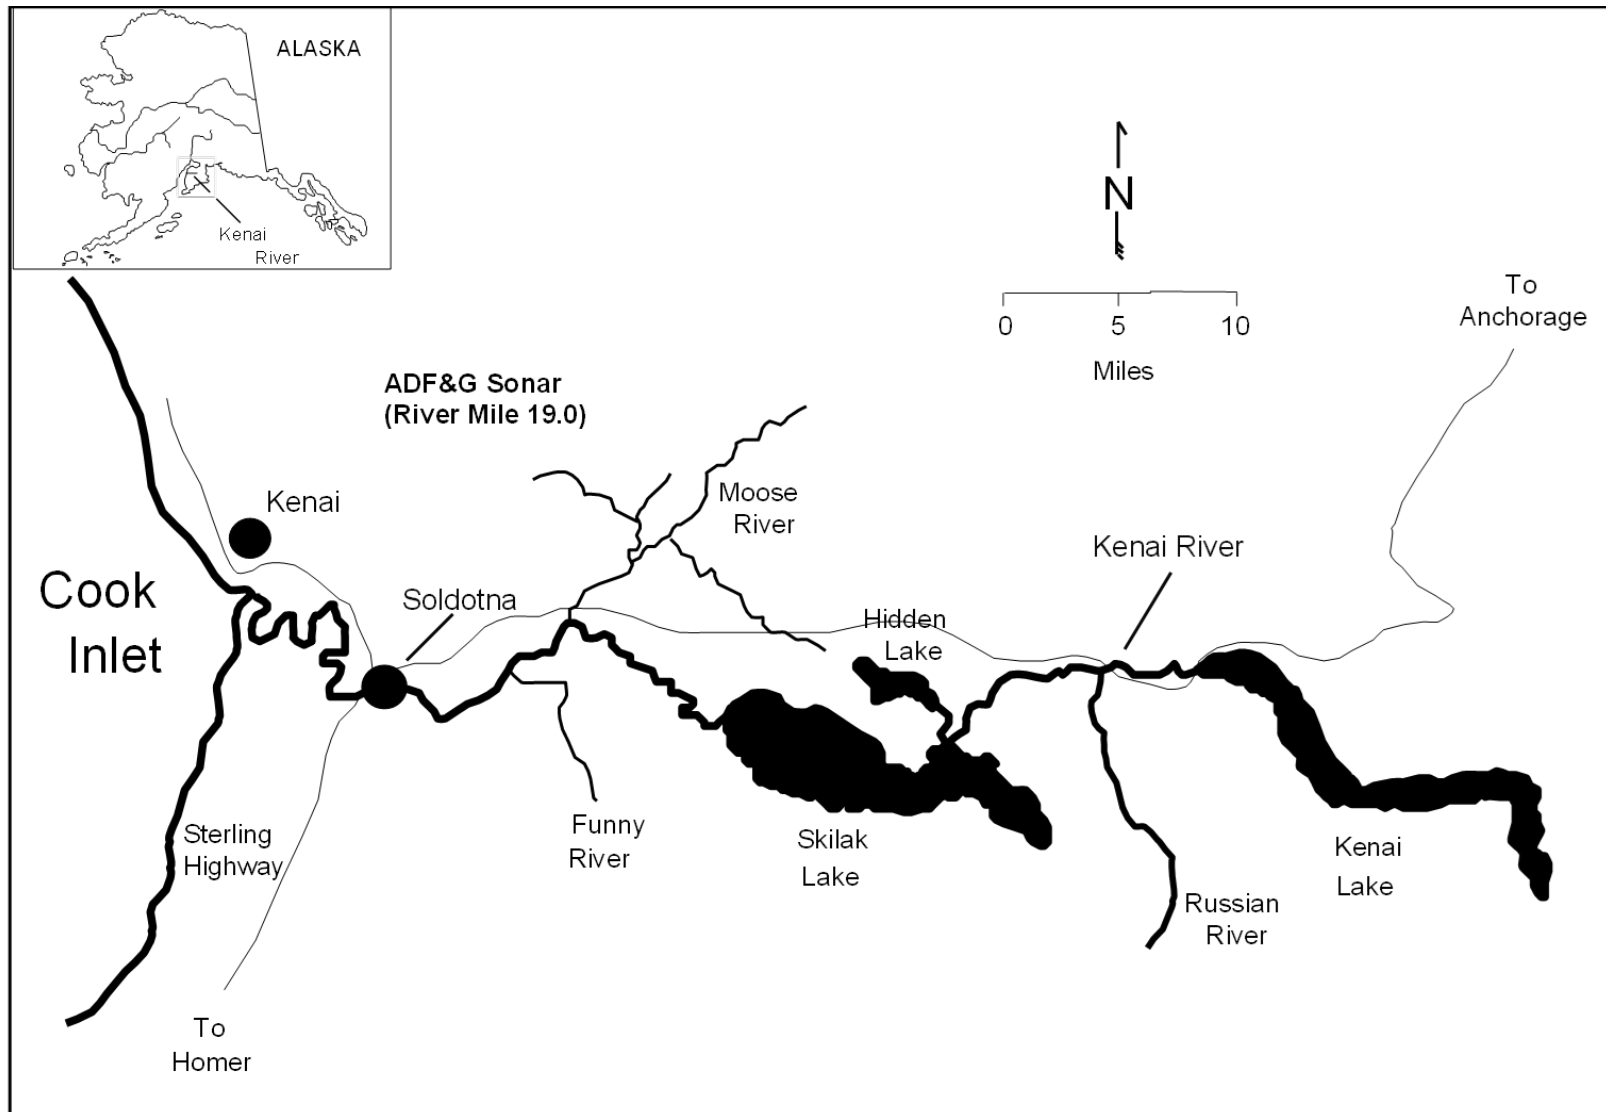 ALASKA
Kenai
River
N
0 5 10
Miles
To
Anchorage
ADF&G Sonar
(River Mile 19.0)
Moose
River
Kenai
Kenai River
Cook
Inlet
Soldotna
Hidden
Lake
Sterling
Highway
Funny
River
Skilak
Lake
Kenai
Lake
Russian
River
To
Homer